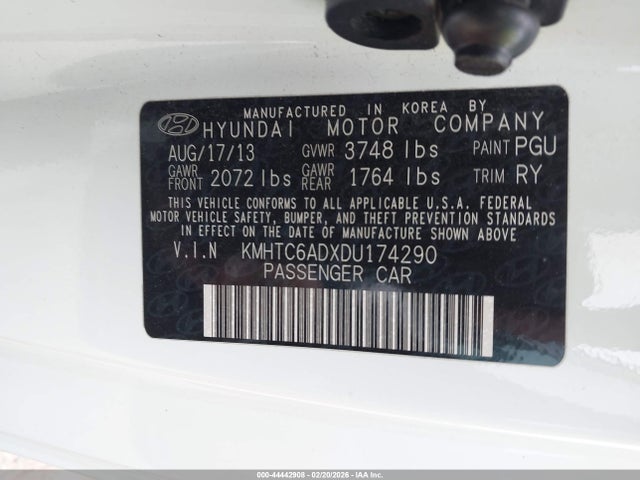 MANUFACTURED IN KOREA BY
HYUNDAI MOTOR COMPANY
AUG/17/13 GVWR 3748 lbs PAINT PGU
GAWR FRONT 2072 lbs GAWR REAR 1764 lbs TRIM RY
THIS VEHICLE CONFORMS TO ALL APPLICABLE U.S.A. FEDERAL
MOTOR VEHICLE SAFETY, BUMPER, AND THEFT PREVENTION STANDARDS
IN EFFECT ON THE DATE OF MANUFACTURE SHOWN ABOVE.
V.I.N KMHTC6ADXDU174290
PASSENGER CAR
000-44442908 - 02/20/2026 - IAA, Inc.